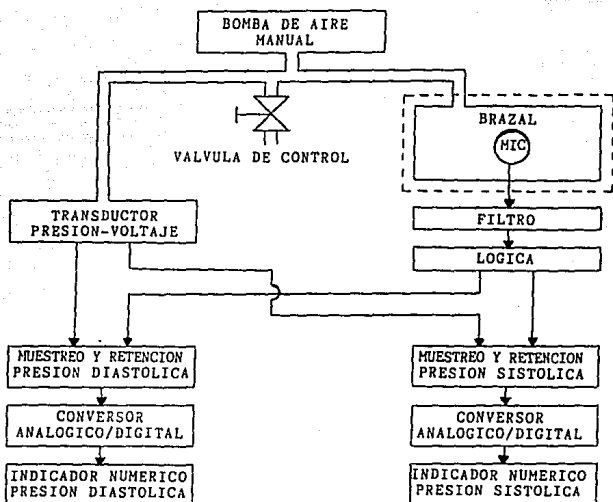 BOMBA DE AIRE
MANUAL
BRAZAL
MIC
VALVULA DE CONTROL
TRANSDUCTOR
PRESION-VOLTAJE
FILTRO
LOGICA
MUESTREO Y RETENCION
PRESION DIASTOLICA
MUESTREO Y RETENCION
PRESION SISTOLICA
CONVERSOR
ANALOGICO/DIGITAL
CONVERSOR
ANALOGICO/DIGITAL
INDICADOR NUMERICO
PRESION DIASTOLICA
INDICADOR NUMERICO
PRESION SISTOLICA